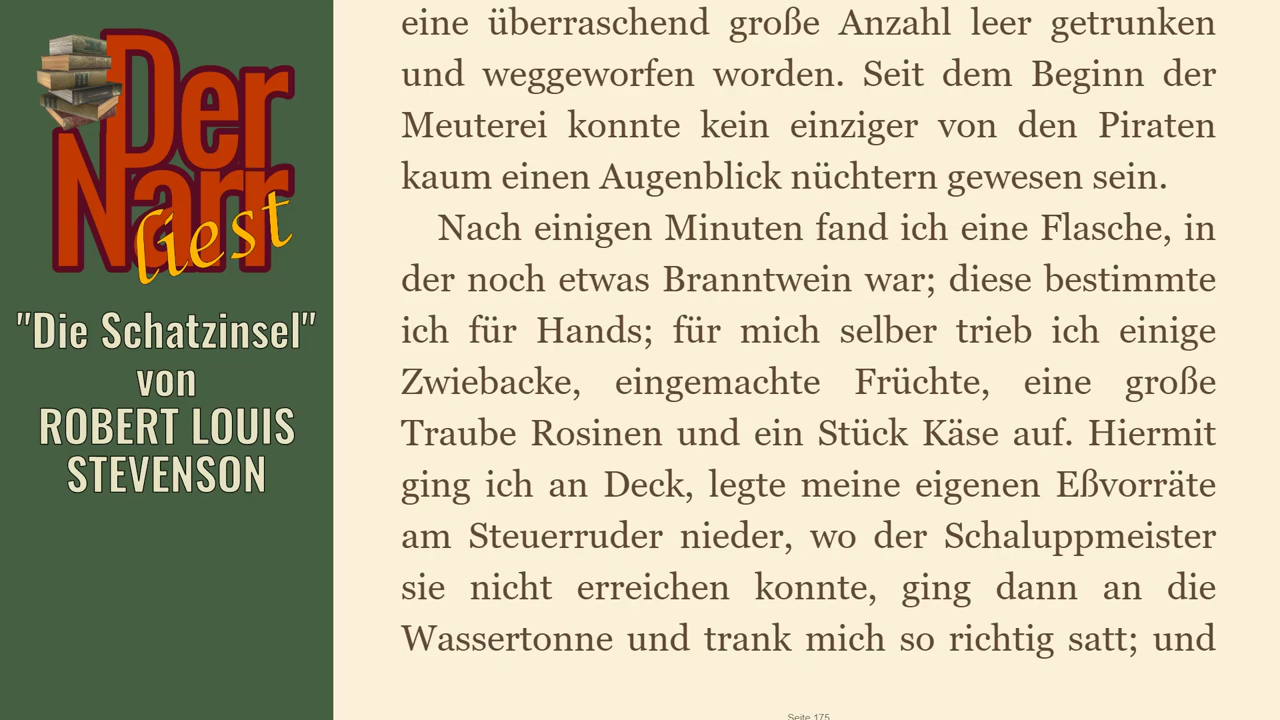 Der
Narr
liest
"Die Schatzinsel"
von
ROBERT LOUIS
STEVENSON
eine überraschend große Anzahl leer getrunken
und weggeworfen worden. Seit dem Beginn der
Meuterei konnte kein einziger von den Piraten
kaum einen Augenblick nüchtern gewesen sein.
Nach einigen Minuten fand ich eine Flasche, in
der noch etwas Branntwein war; diese bestimmte
ich für Hands; für mich selber trieb ich einige
Zwiebacke, eingemachte Früchte, eine große
Traube Rosinen und ein Stück Käse auf. Hiermit
ging ich an Deck, legte meine eigenen Eßvorräte
am Steuerruder nieder, wo der Schaluppmeister
sie nicht erreichen konnte, ging dann an die
Wassertonne und trank mich so richtig satt; und
Seite 175